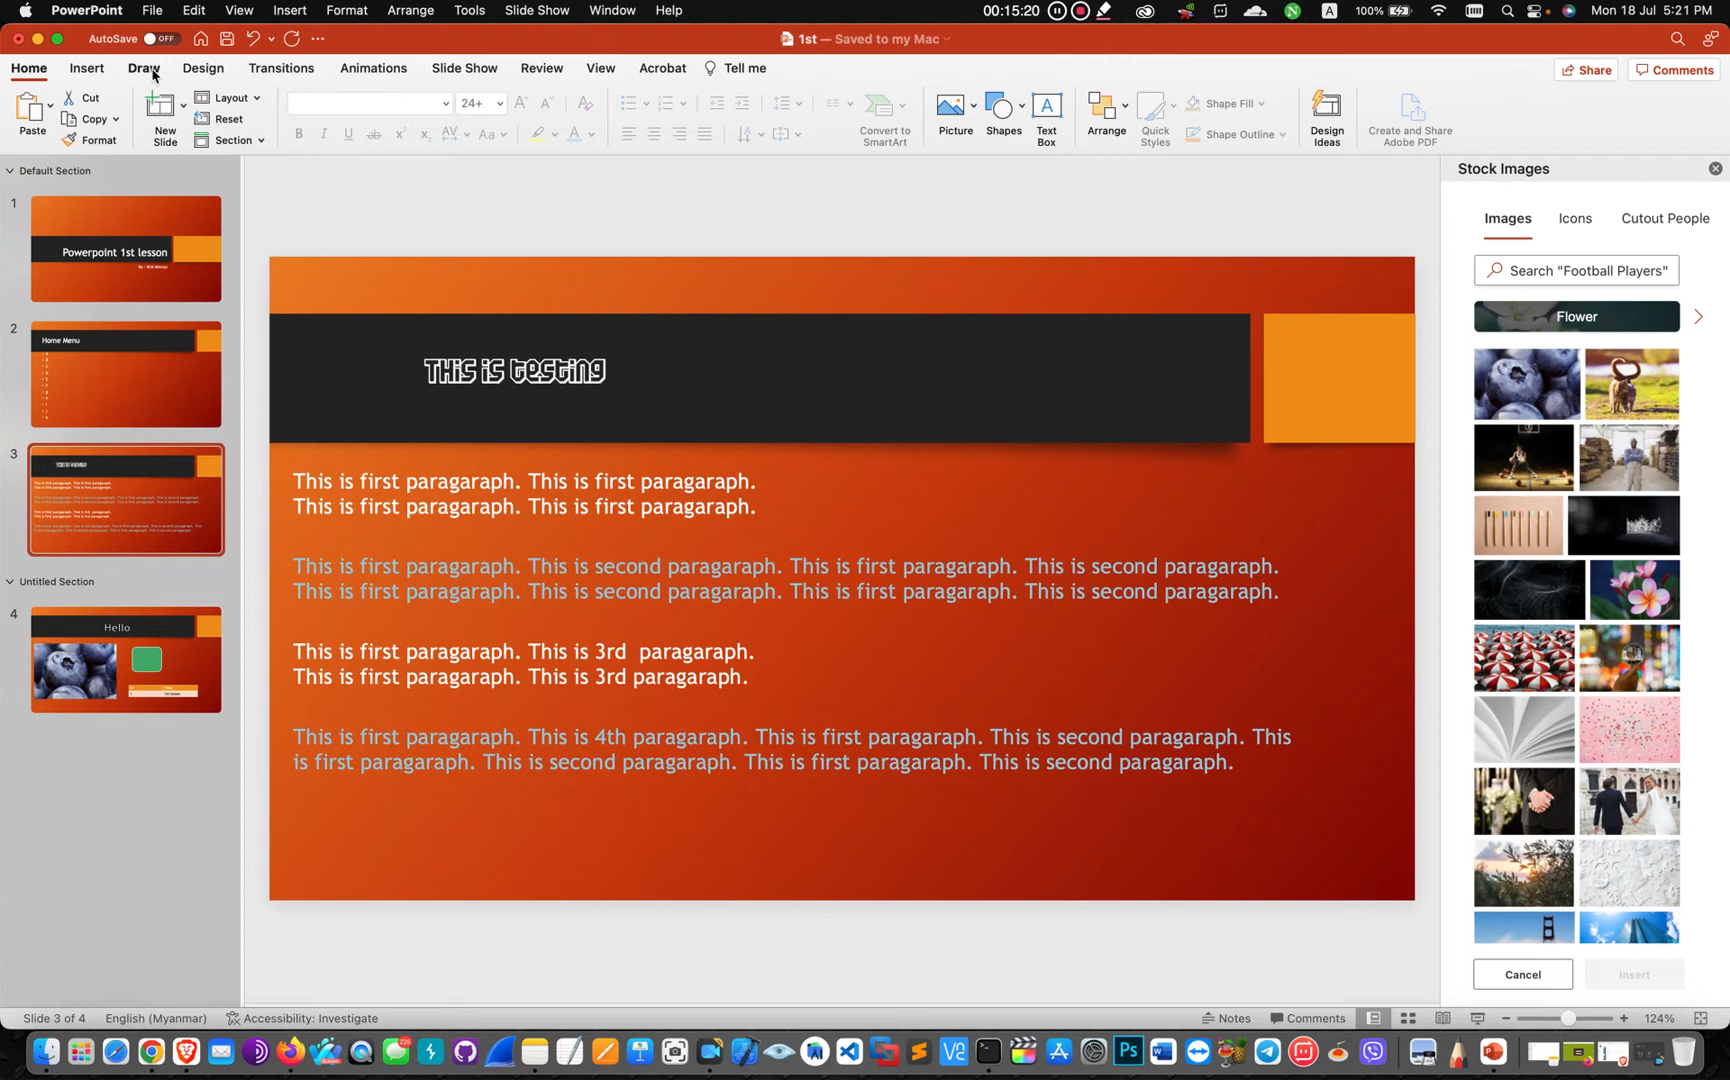 PowerPoint File Edit View Insert Format Arrange Tools Slide Show Window Help 00:15:20 100% Mon 18 Jul 5:21 PM
AutoSave OFF 1st — Saved to my Mac
Home Insert Draw Design Transitions Animations Slide Show Review View Acrobat Tell me Share Comments
Paste Cut Copy Format
New Slide Layout Reset Section
24+
Convert to SmartArt
Picture Shapes Text Box
Arrange Quick Styles Shape Fill Shape Outline
Design Ideas
Create and Share Adobe PDF
Default Section
1
Powerpoint 1st lesson
2
Home Menu
3
Untitled Section
4
Hello
This is testing
This is first paragaraph. This is first paragaraph.
This is first paragaraph. This is first paragaraph.
This is first paragaraph. This is second paragaraph. This is first paragaraph. This is second paragaraph.
This is first paragaraph. This is second paragaraph. This is first paragaraph. This is second paragaraph.
This is first paragaraph. This is 3rd  paragaraph.
This is first paragaraph. This is 3rd paragaraph.
This is first paragaraph. This is 4th paragaraph. This is first paragaraph. This is second paragaraph. This
is first paragaraph. This is second paragaraph. This is first paragaraph. This is second paragaraph.
Stock Images
Images Icons Cutout People
Search "Football Players"
Flower
Cancel Insert
Slide 3 of 4 English (Myanmar) Accessibility: Investigate Notes Comments 124%